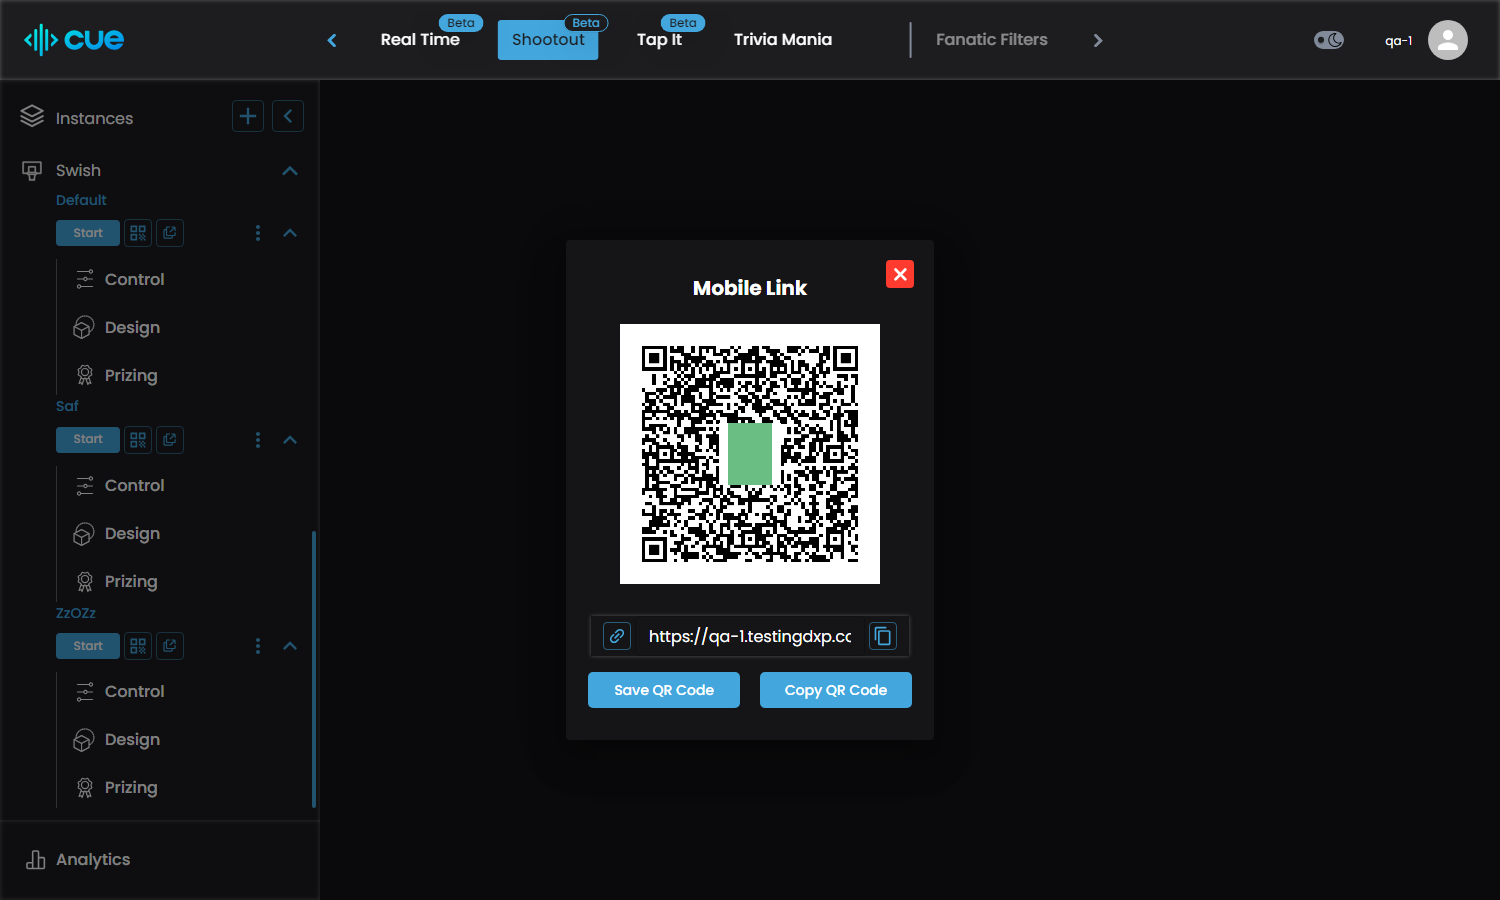 cue
Real Time
Beta
Shootout
Beta
Tap It
Beta
Trivia Mania
Fanatic Filters
qa-1
Instances
Swish
Default
Start
Control
Design
Prizing
Saf
Start
Control
Design
Prizing
ZzOZz
Start
Control
Design
Prizing
Analytics
Mobile Link
https://qa-1.testingdxp.co
Save QR Code
Copy QR Code